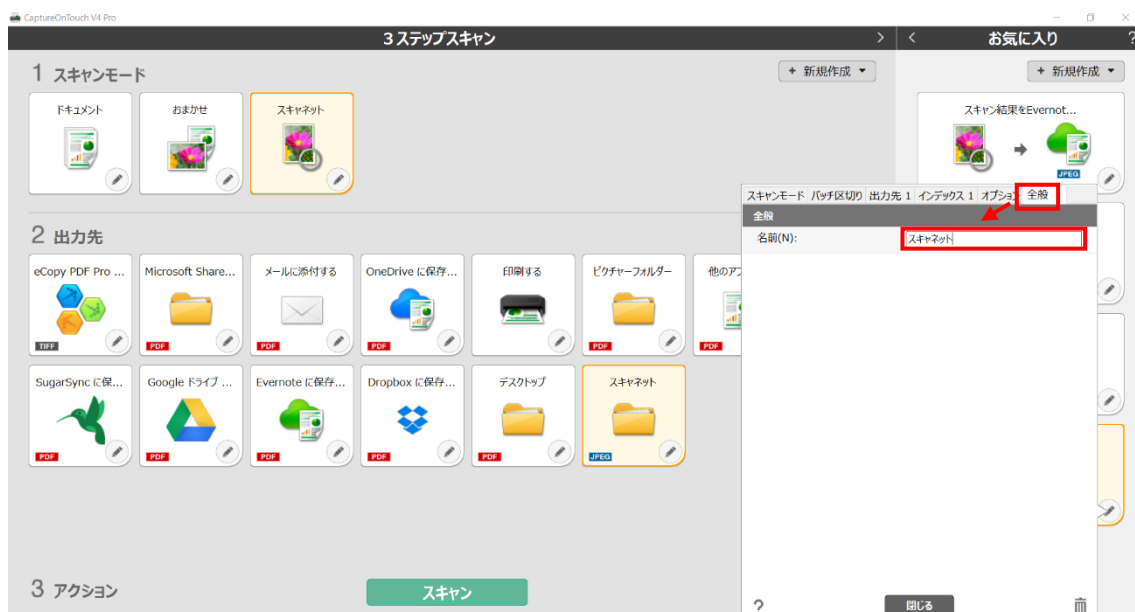 CaptureOnTouch V4 Pro
3ステップスキャン
お気に入り
?
1 スキャンモード
+ 新規作成
+ 新規作成
ドキュメント
おまかせ
スキャネット
スキャン結果をEvernot...
JPEG
スキャンモード バッチ区切り 出力先 1 インデックス 1 オプション 全般
全般
名前(N):
スキャネット
2 出力先
eCopy PDF Pro ...
Microsoft Share...
メールに添付する
OneDrive に保存...
印刷する
ピクチャーフォルダー
他のアプ
TIFF
PDF
PDF
PDF
PDF
PDF
SugarSync に保...
Google ドライブ ...
Evernote に保存...
Dropbox に保存...
デスクトップ
スキャネット
PDF
PDF
PDF
PDF
PDF
JPEG
3 アクション
スキャン
?
閉じる